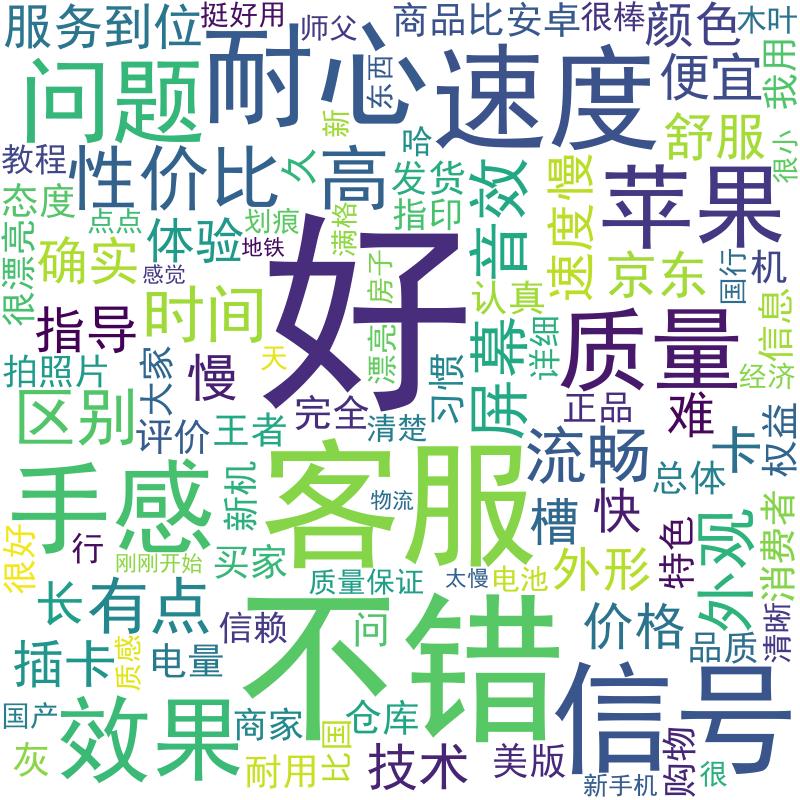 服务到位
挺好用
师父
商品比安卓
很棒
颜色
木叶
问题
耐心
东西
速度
便宜
我用
教程
性价比
高
久
新
哈
发货
音效
速度慢
舒服
苹果
很小
态度
点点
体验
划痕
满格
指印
很漂亮
确实
地铁
好
京东
国行
机
感觉
房子
认真
指导
时间
漂亮
屏幕
详细
质量
信息
拍照片
大家
慢
天
完全
习惯
正品
难
经济
区别
评价
王者
清楚
流畅
卡
权益
手感
新机
客服
物流
槽
快
总体
特色
外观
消费者
很好
行
刚刚开始
买家
质量保证
太慢
电池
外形
长
有点
信赖
不错
问
价格
品质
清晰
插卡
质感
电量
信号
国产
效果
商家
国
仓库
灰
耐用
比
技术
美版
新手机
购物
很